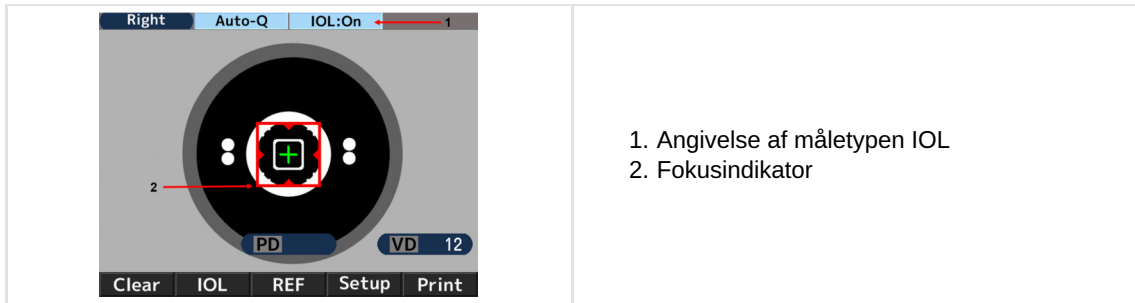 Right Auto-Q IOL:On 1
2
PD VD 12
Clear IOL REF Setup Print
1. Angivelse af måletypen IOL
2. Fokusindikator